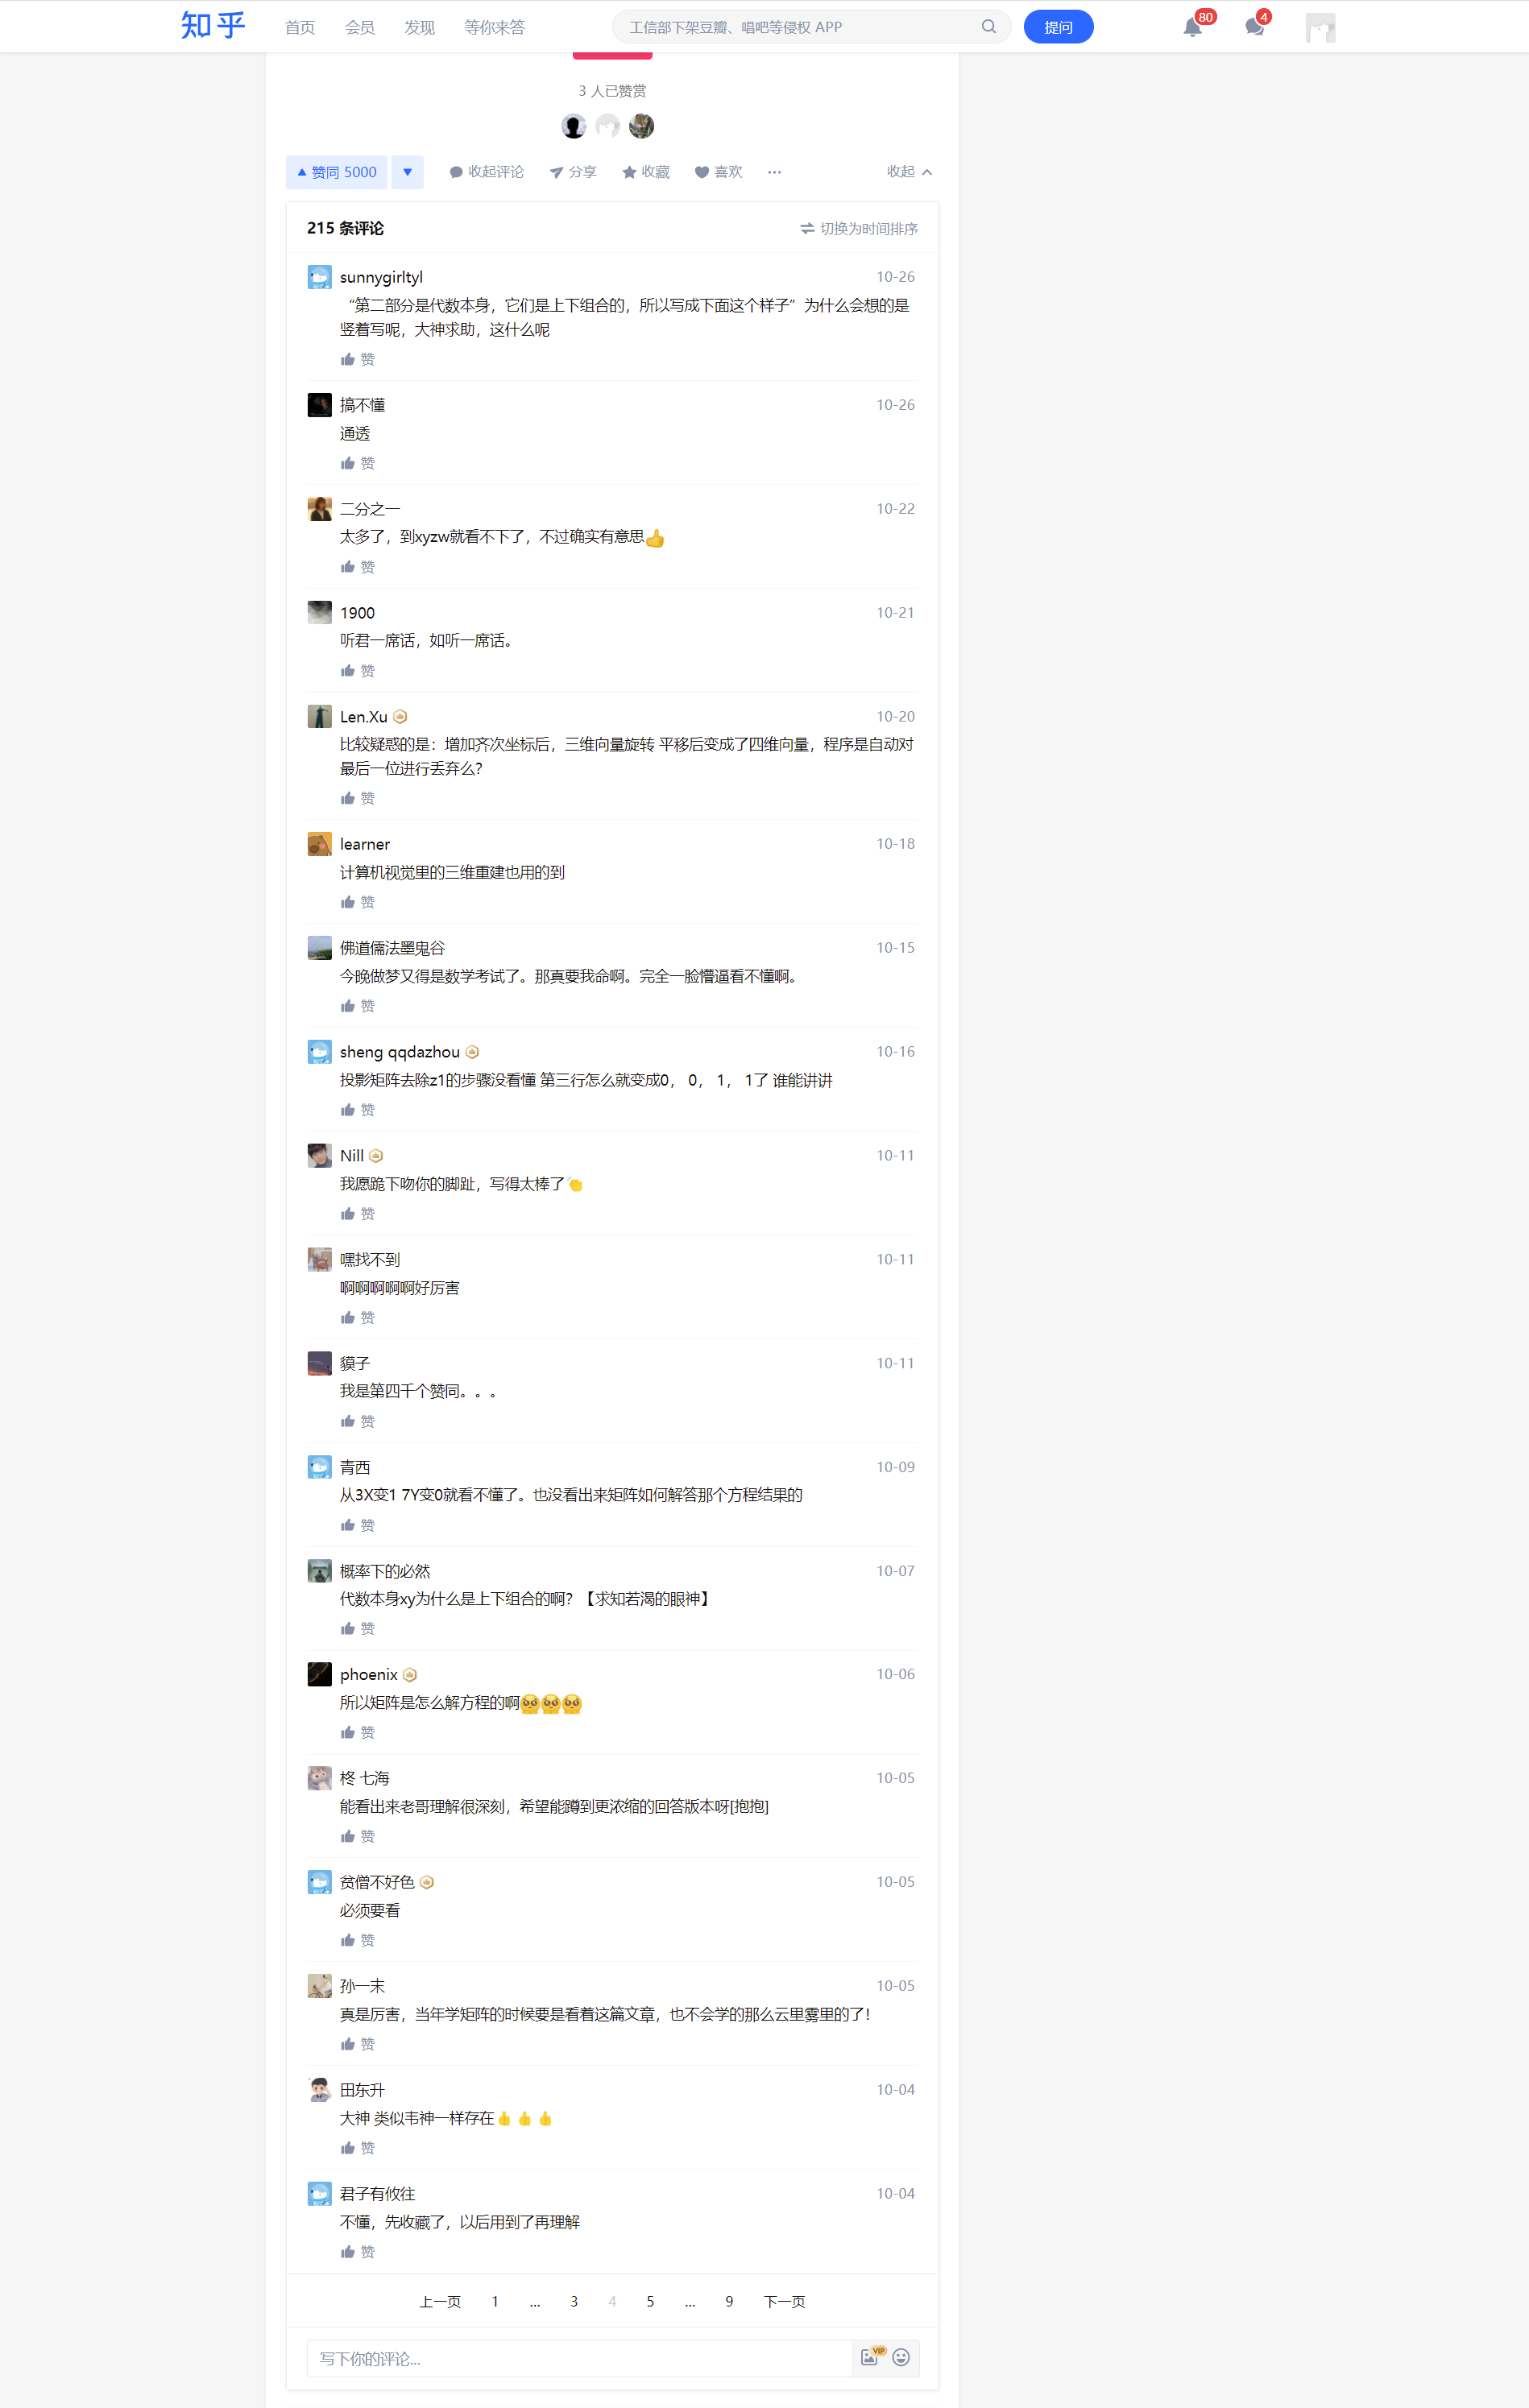 知乎
首页 会员 发现 等你来答 工信部下架豆瓣、唱吧等侵权 APP 提问 80 4
3 人已赞赏
赞同 5000 收起评论 分享 收藏 喜欢 ··· 收起
215 条评论 切换为时间排序
sunnygirltyl 10-26
“第二部分是代数本身，它们是上下组合的，所以写成下面这个样子”为什么会想的是
竖着写呢，大神求助，这什么呢
赞
搞不懂 10-26
通透
赞
二分之一 10-22
太多了，到xyzw就看不下了，不过确实有意思👍
赞
1900 10-21
听君一席话，如听一席话。
赞
Len.Xu 10-20
比较疑惑的是：增加齐次坐标后，三维向量旋转 平移后变成了四维向量，程序是自动对
最后一位进行丢弃么？
赞
learner 10-18
计算机视觉里的三维重建也用的到
赞
佛道儒法墨鬼谷 10-15
今晚做梦又得是数学考试了。那真要我命啊。完全一脸懵逼看不懂啊。
赞
sheng qqdazhou 10-16
投影矩阵去除z1的步骤没看懂 第三行怎么就变成0， 0， 1， 1了 谁能讲讲
赞
Nill 10-11
我愿跪下吻你的脚趾，写得太棒了👏
赞
嘿找不到 10-11
啊啊啊啊啊好厉害
赞
貘子 10-11
我是第四千个赞同。。。
赞
青西 10-09
从3X变1 7Y变0就看不懂了。也没看出来矩阵如何解答那个方程结果的
赞
概率下的必然 10-07
代数本身xy为什么是上下组合的啊？【求知若渴的眼神】
赞
phoenix 10-06
所以矩阵是怎么解方程的啊🥺🥺🥺
赞
柊 七海 10-05
能看出来老哥理解很深刻，希望能蹲到更浓缩的回答版本呀[抱抱]
赞
贫僧不好色 10-05
必须要看
赞
孙一末 10-05
真是厉害，当年学矩阵的时候要是看着这篇文章，也不会学的那么云里雾里的了！
赞
田东升 10-04
大神 类似韦神一样存在👍👍👍
赞
君子有攸往 10-04
不懂，先收藏了，以后用到了再理解
赞
上一页 1 ... 3 4 5 ... 9 下一页
写下你的评论... VIP